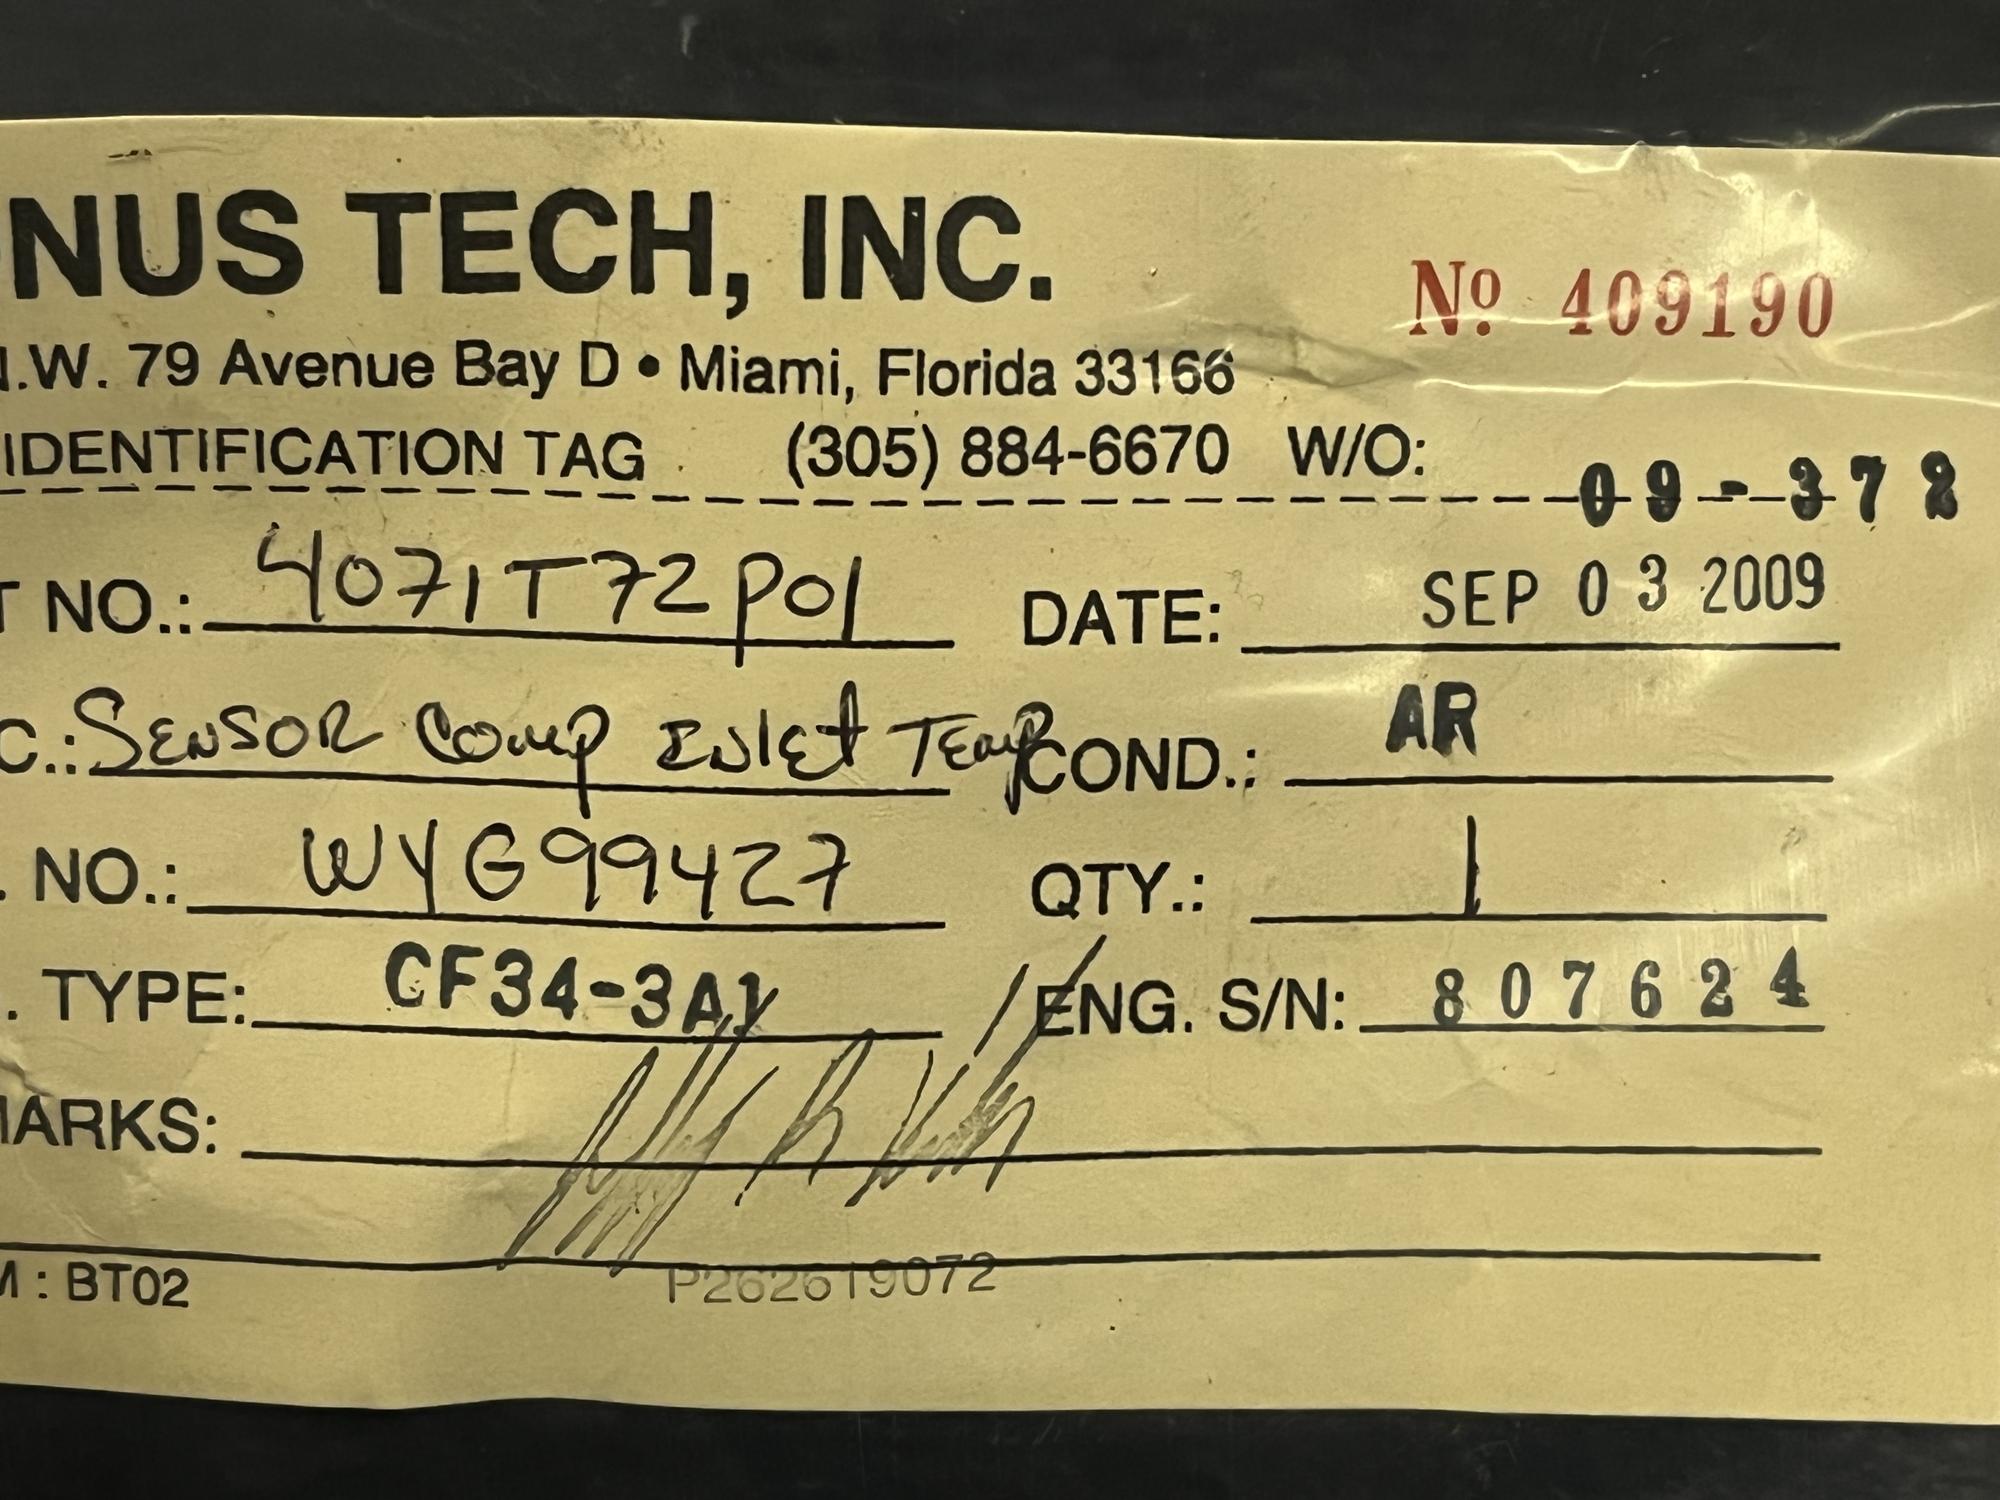 NUS TECH, INC.
Nº 409190
N.W. 79 Avenue Bay D • Miami, Florida 33166
IDENTIFICATION TAG (305) 884-6670 W/O: 09-372
T NO.: 4071T72P01 DATE: SEP 03 2009
C.: SENSOR COMP INLET TEMP COND.: AR
. NO.: WYG99427 QTY.: 1
. TYPE: CF34-3A1 ENG. S/N: 807624
MARKS:
M : BT02 P262619072